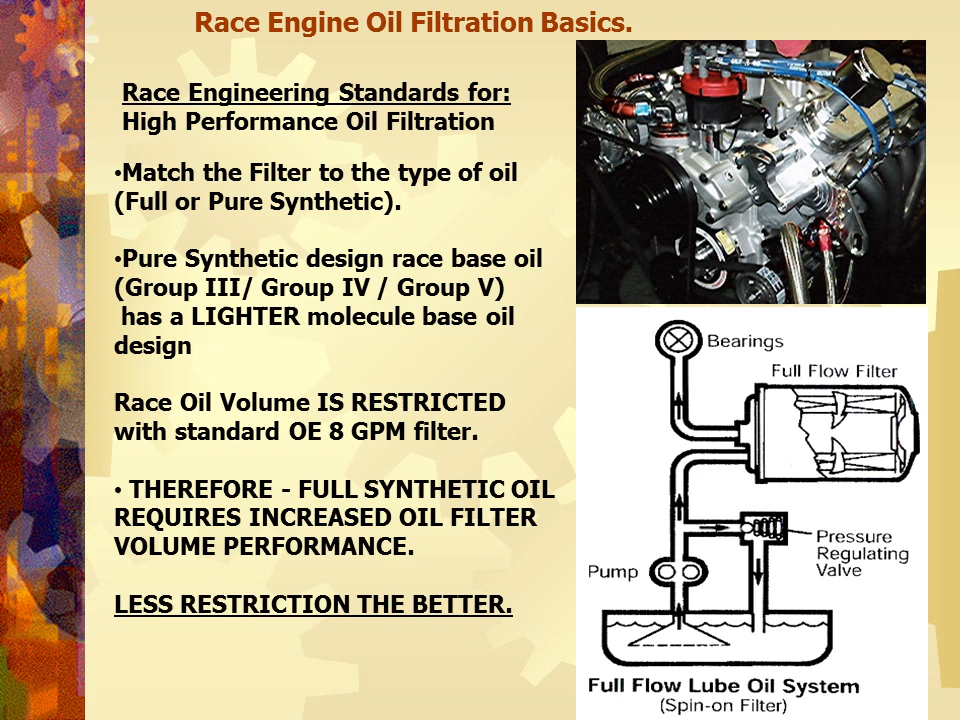 Race Engine Oil Filtration Basics.
Race Engineering Standards for:
High Performance Oil Filtration
•Match the Filter to the type of oil
(Full or Pure Synthetic).
•Pure Synthetic design race base oil
(Group III/ Group IV / Group V)
has a LIGHTER molecule base oil
design
Race Oil Volume IS RESTRICTED
with standard OE 8 GPM filter.
• THEREFORE - FULL SYNTHETIC OIL
REQUIRES INCREASED OIL FILTER
VOLUME PERFORMANCE.
LESS RESTRICTION THE BETTER.
Bearings
Full Flow Filter
Pressure
Regulating
Valve
Pump
Full Flow Lube Oil System
(Spin-on Filter)